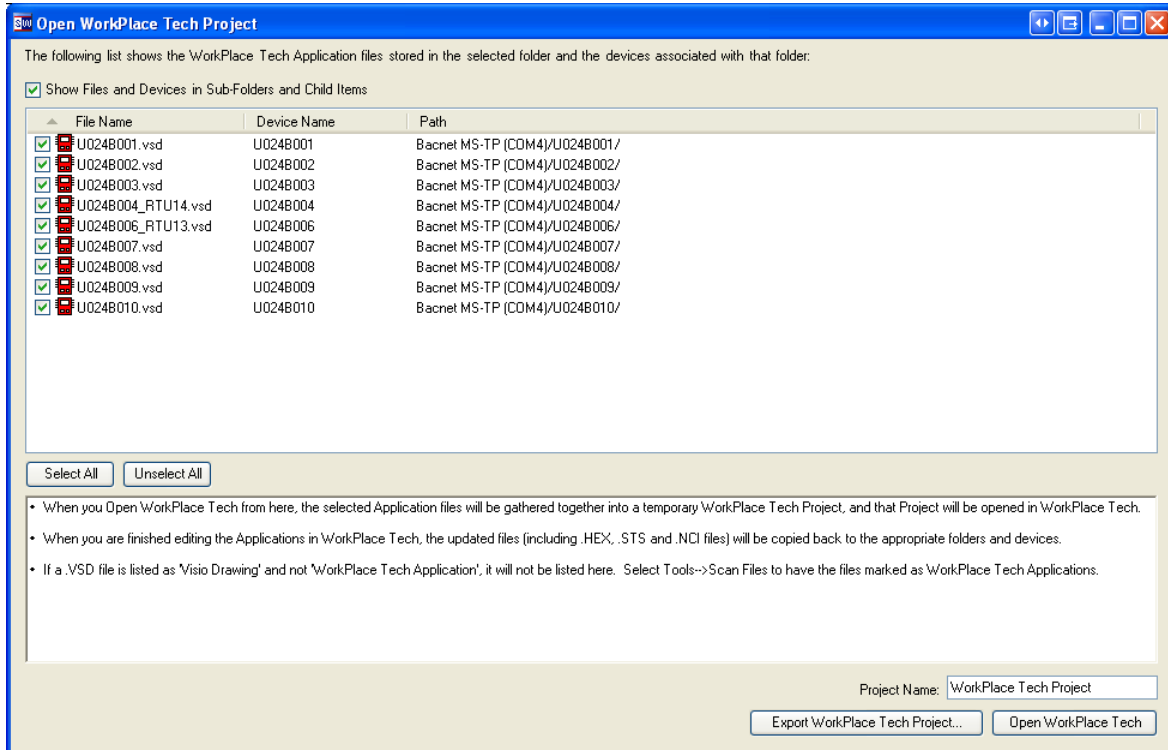 Open WorkPlace Tech Project
The following list shows the WorkPlace Tech Application files stored in the selected folder and the devices associated with that folder:
Show Files and Devices in Sub-Folders and Child Items
File Name Device Name Path
U024B001.vsd U024B001 Bacnet MS-TP (COM4)/U024B001/
U024B002.vsd U024B002 Bacnet MS-TP (COM4)/U024B002/
U024B003.vsd U024B003 Bacnet MS-TP (COM4)/U024B003/
U024B004_RTU14.vsd U024B004 Bacnet MS-TP (COM4)/U024B004/
U024B006_RTU13.vsd U024B006 Bacnet MS-TP (COM4)/U024B006/
U024B007.vsd U024B007 Bacnet MS-TP (COM4)/U024B007/
U024B008.vsd U024B008 Bacnet MS-TP (COM4)/U024B008/
U024B009.vsd U024B009 Bacnet MS-TP (COM4)/U024B009/
U024B010.vsd U024B010 Bacnet MS-TP (COM4)/U024B010/
Select All Unselect All
• When you Open WorkPlace Tech from here, the selected Application files will be gathered together into a temporary WorkPlace Tech Project, and that Project will be opened in WorkPlace Tech.
• When you are finished editing the Applications in WorkPlace Tech, the updated files (including .HEX, .STS and .NCI files) will be copied back to the appropriate folders and devices.
• If a .VSD file is listed as 'Visio Drawing' and not 'WorkPlace Tech Application', it will not be listed here. Select Tools-->Scan Files to have the files marked as WorkPlace Tech Applications.
Project Name: WorkPlace Tech Project
Export WorkPlace Tech Project... Open WorkPlace Tech